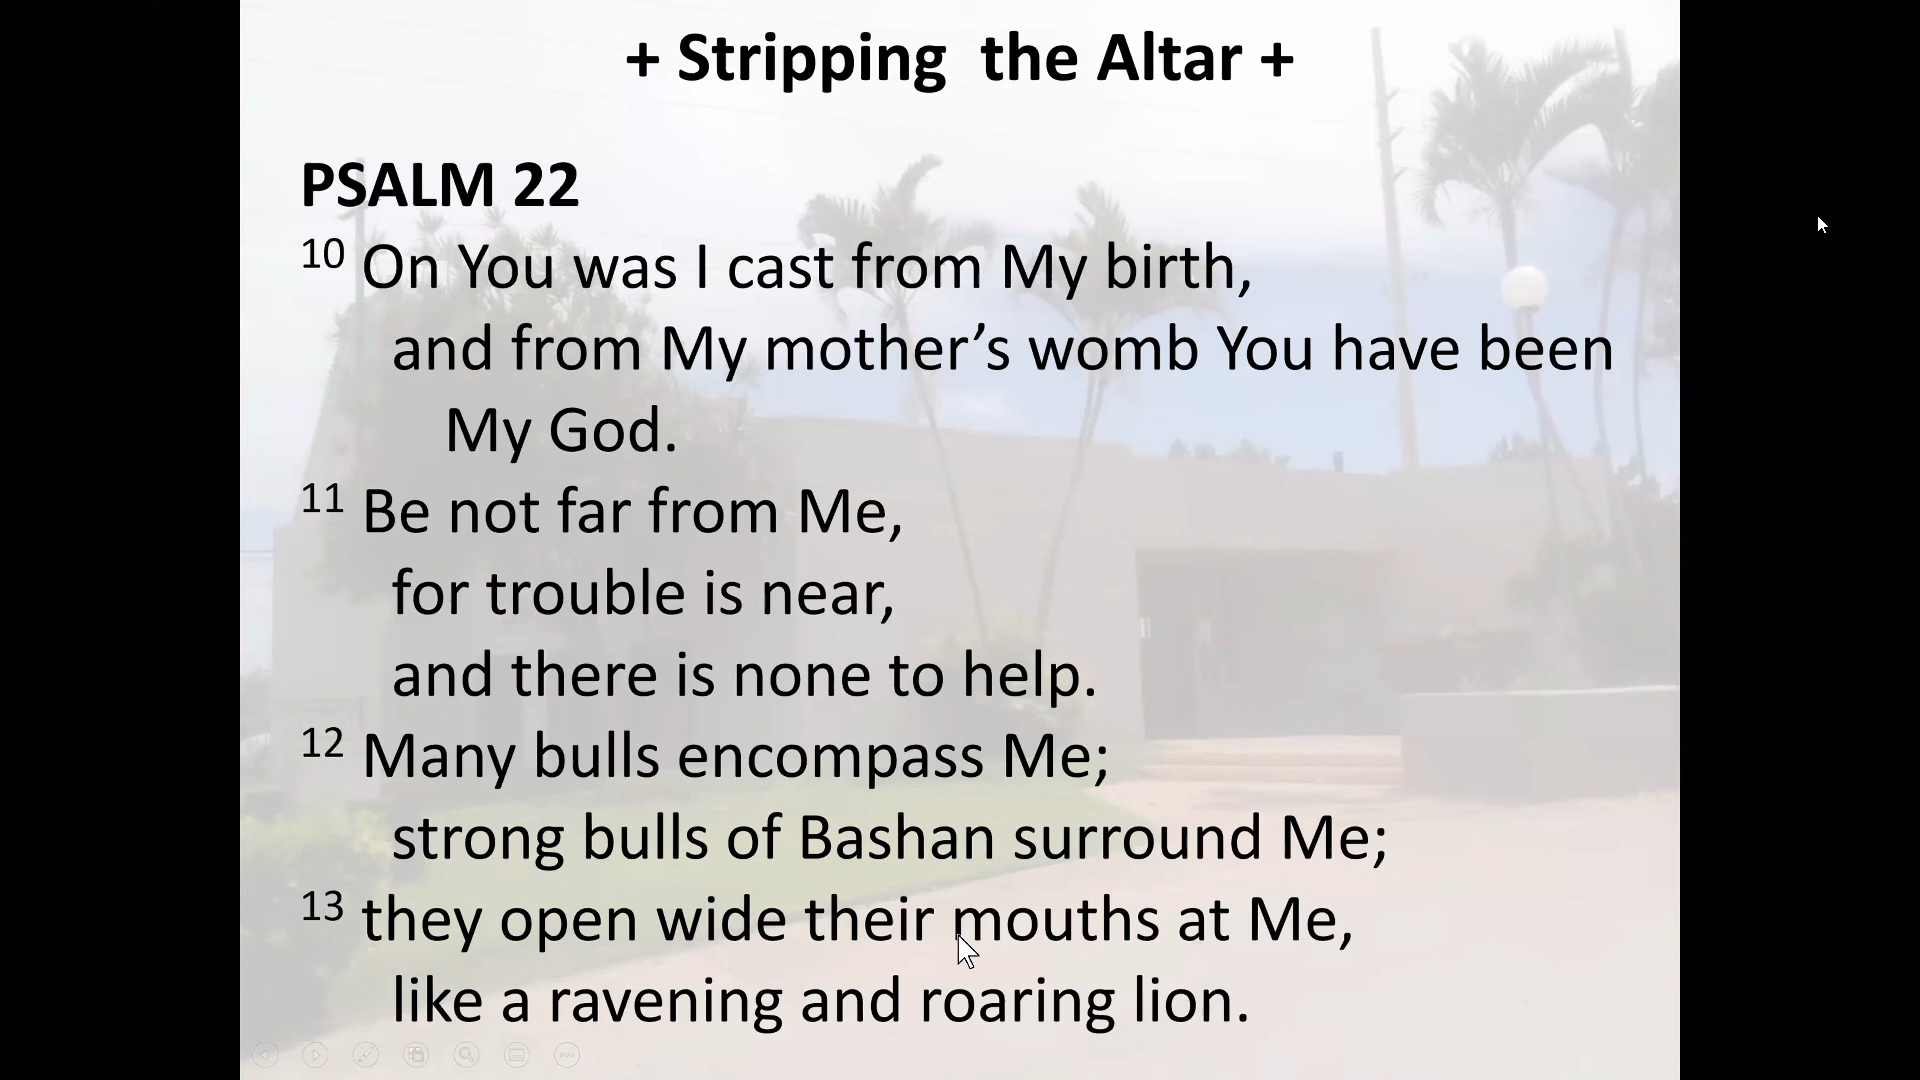 + Stripping  the Altar +
PSALM 22
10 On You was I cast from My birth,
and from My mother’s womb You have been
My God.
11 Be not far from Me,
for trouble is near,
and there is none to help.
12 Many bulls encompass Me;
strong bulls of Bashan surround Me;
13 they open wide their mouths at Me,
like a ravening and roaring lion.